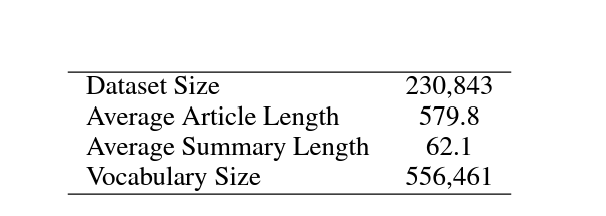 Dataset Size 230,843
Average Article Length 579.8
Average Summary Length 62.1
Vocabulary Size 556,461